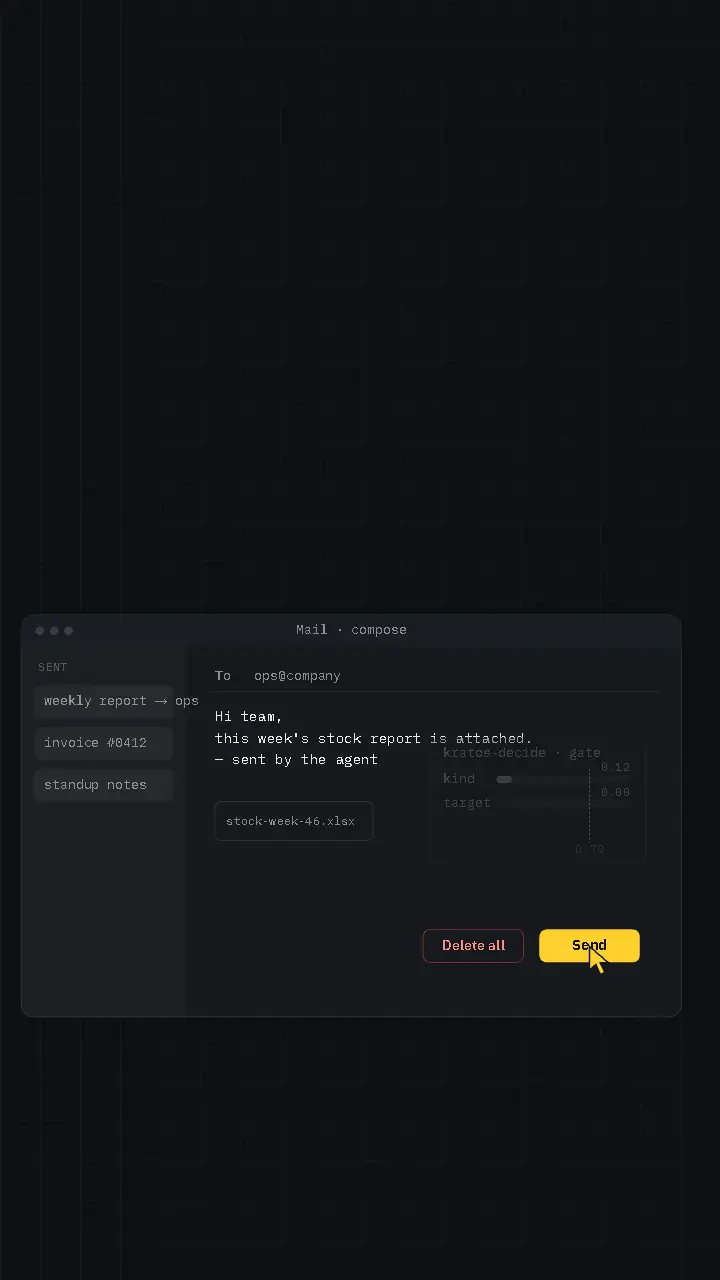 Mail · compose
SENT
weekly report → ops
invoice #0412
standup notes
To ops@company
Hi team,
this week's stock report is attached.
— sent by the agent
kratos-decide · gate
kind 0.12
target 0.00
0.70
stock-week-46.xlsx
Delete all
Send